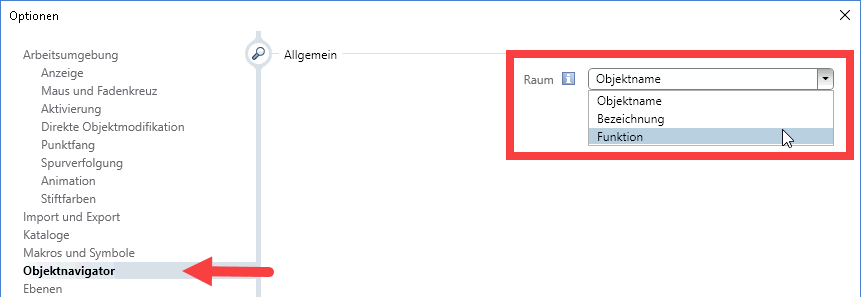 Optionen
Arbeitsumgebung
Anzeige
Maus und Fadenkreuz
Aktivierung
Direkte Objektmodifikation
Punktfang
Spurverfolgung
Animation
Stiftfarben
Import und Export
Kataloge
Makros und Symbole
Objektnavigator
Ebenen
Allgemein
Raum i Objektname
Objektname
Bezeichnung
Funktion